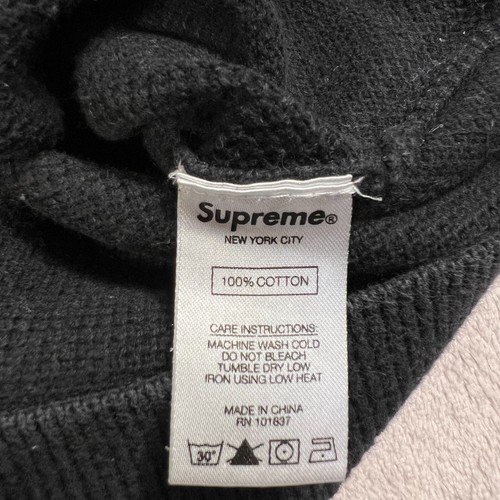 Supreme®
NEW YORK CITY
100% COTTON
CARE INSTRUCTIONS:
MACHINE WASH COLD
DO NOT BLEACH
TUMBLE DRY LOW
IRON USING LOW HEAT
MADE IN CHINA
RN 101837
30°